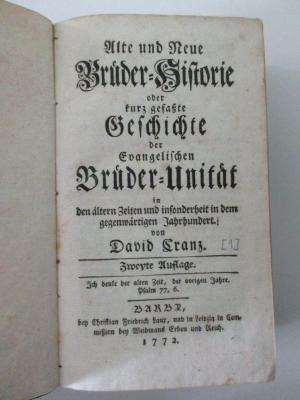 Alte und Neue
Brüder-Historie
oder
kurz gefaßte
Geschichte
der
Evangelischen
Brüder-Unität
in
den ältern Zeiten und insonderheit in dem
gegenwärtigen Jahrhundert.
von
David Cranz. [1]
Zweyte Auflage.
Ich denke der alten Zeit, der vorigen Jahre.
Psalm 77, 6.
BARBY,
bey Christian Friedrich Laux, und in Leipzig in Com-
mißion bey Weidmans Erben und Reich.
1772.